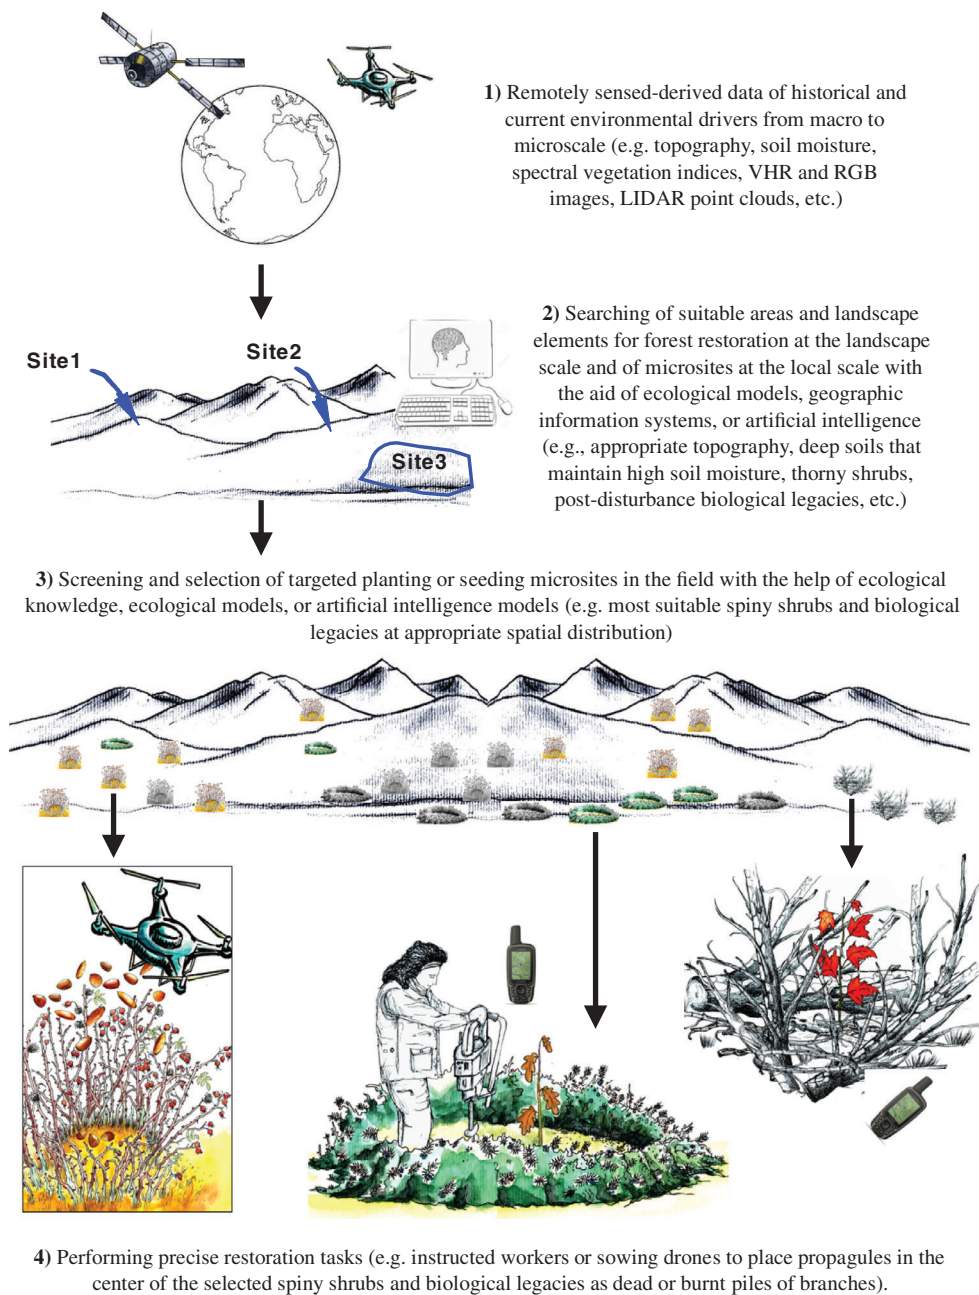 1) Remotely sensed-derived data of historical and
current environmental drivers from macro to
microscale (e.g. topography, soil moisture,
spectral vegetation indices, VHR and RGB
images, LIDAR point clouds, etc.)
Site1
Site2
Site3
2) Searching of suitable areas and landscape
elements for forest restoration at the landscape
scale and of microsites at the local scale with
the aid of ecological models, geographic
information systems, or artificial intelligence
(e.g., appropriate topography, deep soils that
maintain high soil moisture, thorny shrubs,
post-disturbance biological legacies, etc.)
3) Screening and selection of targeted planting or seeding microsites in the field with the help of ecological
knowledge, ecological models, or artificial intelligence models (e.g. most suitable spiny shrubs and biological
legacies at appropriate spatial distribution)
4) Performing precise restoration tasks (e.g. instructed workers or sowing drones to place propagules in the
center of the selected spiny shrubs and biological legacies as dead or burnt piles of branches).